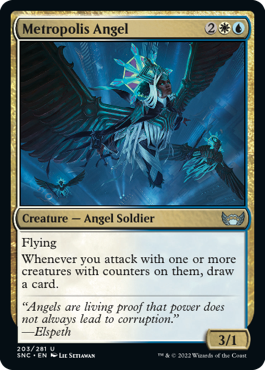 Metropolis Angel 2
Creature — Angel Soldier
Flying
Whenever you attack with one or more
creatures with counters on them, draw
a card.
“Angels are living proof that power does
not always lead to corruption.”
—Elspeth
3/1
203/281 U
SNC • EN Lie Setiawan
™ & © 2022 Wizards of the Coast